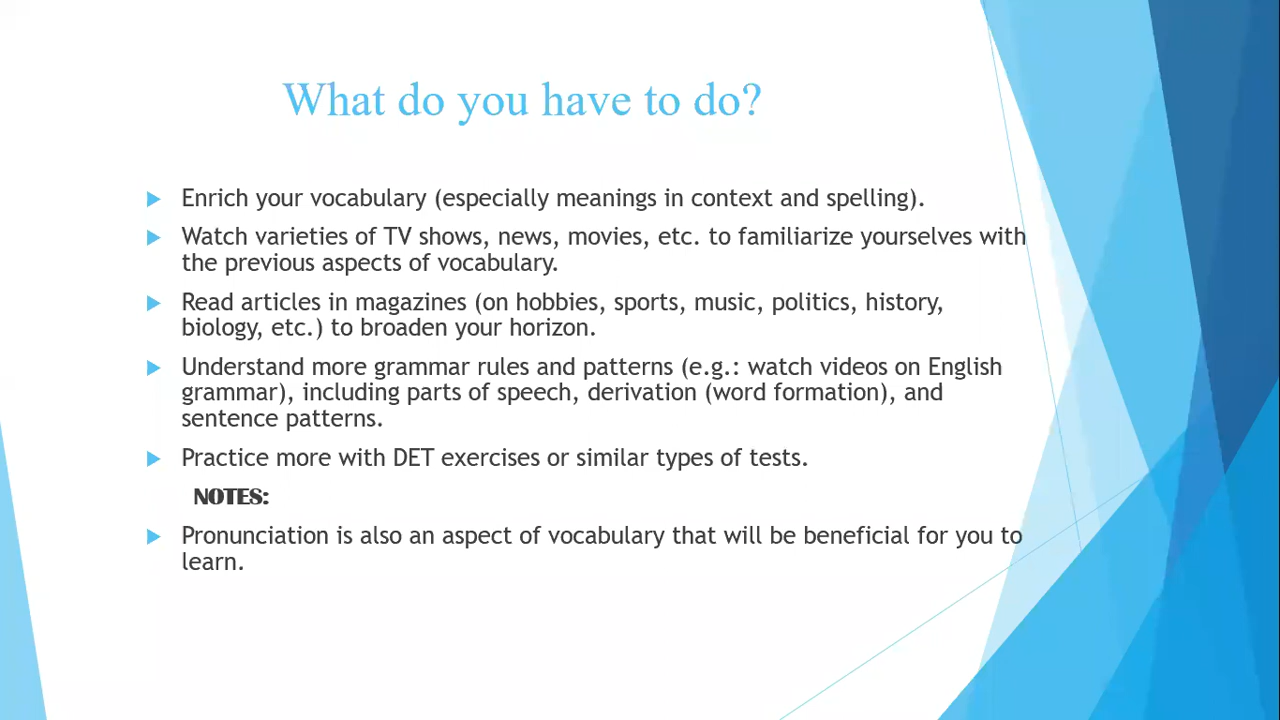 What do you have to do?
Enrich your vocabulary (especially meanings in context and spelling).
Watch varieties of TV shows, news, movies, etc. to familiarize yourselves with
the previous aspects of vocabulary.
Read articles in magazines (on hobbies, sports, music, politics, history,
biology, etc.) to broaden your horizon.
Understand more grammar rules and patterns (e.g.: watch videos on English
grammar), including parts of speech, derivation (word formation), and
sentence patterns.
Practice more with DET exercises or similar types of tests.
NOTES:
Pronunciation is also an aspect of vocabulary that will be beneficial for you to
learn.